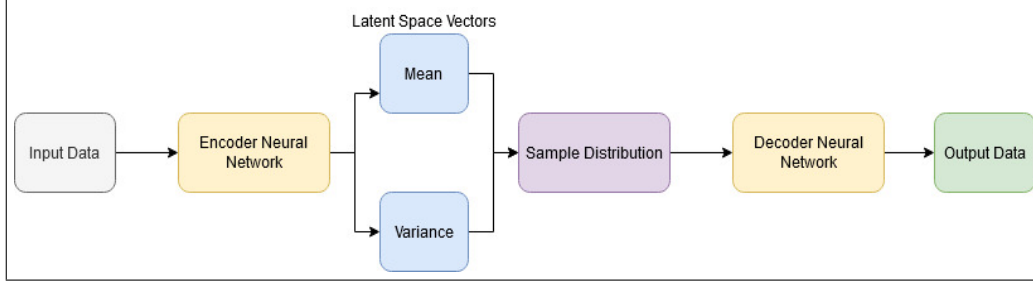 Latent Space Vectors
Mean
Input Data
Encoder Neural
Network
Sample Distribution
Decoder Neural
Network
Output Data
Variance